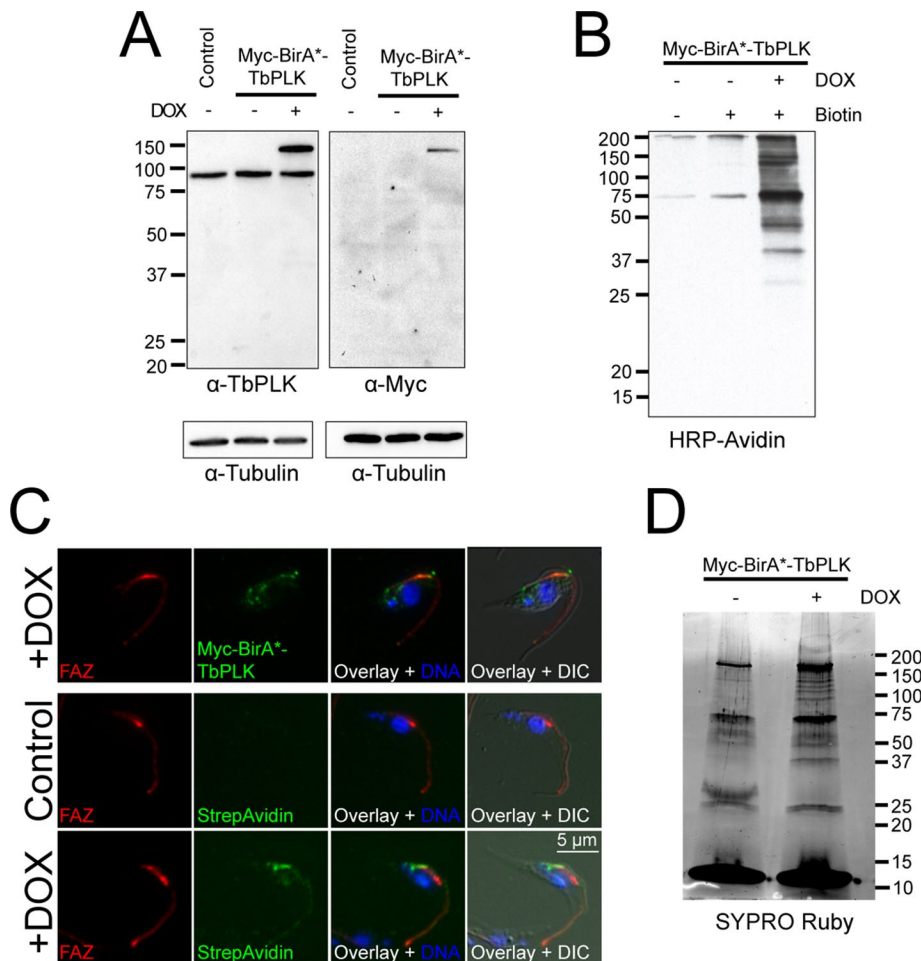 A
Control
Myc-BirA*-
TbPLK
Control
Myc-BirA*-
TbPLK
DOX - - + - - +
150
100
75
50
37
25
20
α-TbPLK α-Myc
α-Tubulin α-Tubulin
B
Myc-BirA*-TbPLK
- - + DOX
- + + Biotin
200
150
100
75
50
37
25
20
15
HRP-Avidin
C
+DOX
FAZ
Myc-BirA*-
TbPLK
Overlay + DNA
Overlay + DIC
Control
FAZ
StrepAvidin
Overlay + DNA
Overlay + DIC
+DOX
5 µm
FAZ
StrepAvidin
Overlay + DNA
Overlay + DIC
D
Myc-BirA*-TbPLK
- + DOX
200
150
100
75
50
37
25
20
15
10
SYPRO Ruby